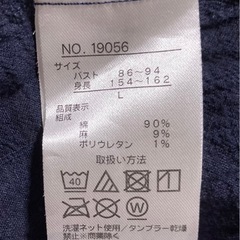 NO. 19056
サイズ
バスト 86~94
身長 154~162
L
品質表示
組成
綿 90%
麻 9%
ポリウレタン 1%
取扱い方法
40
W
洗濯ネット使用/タンブラー乾燥
禁止